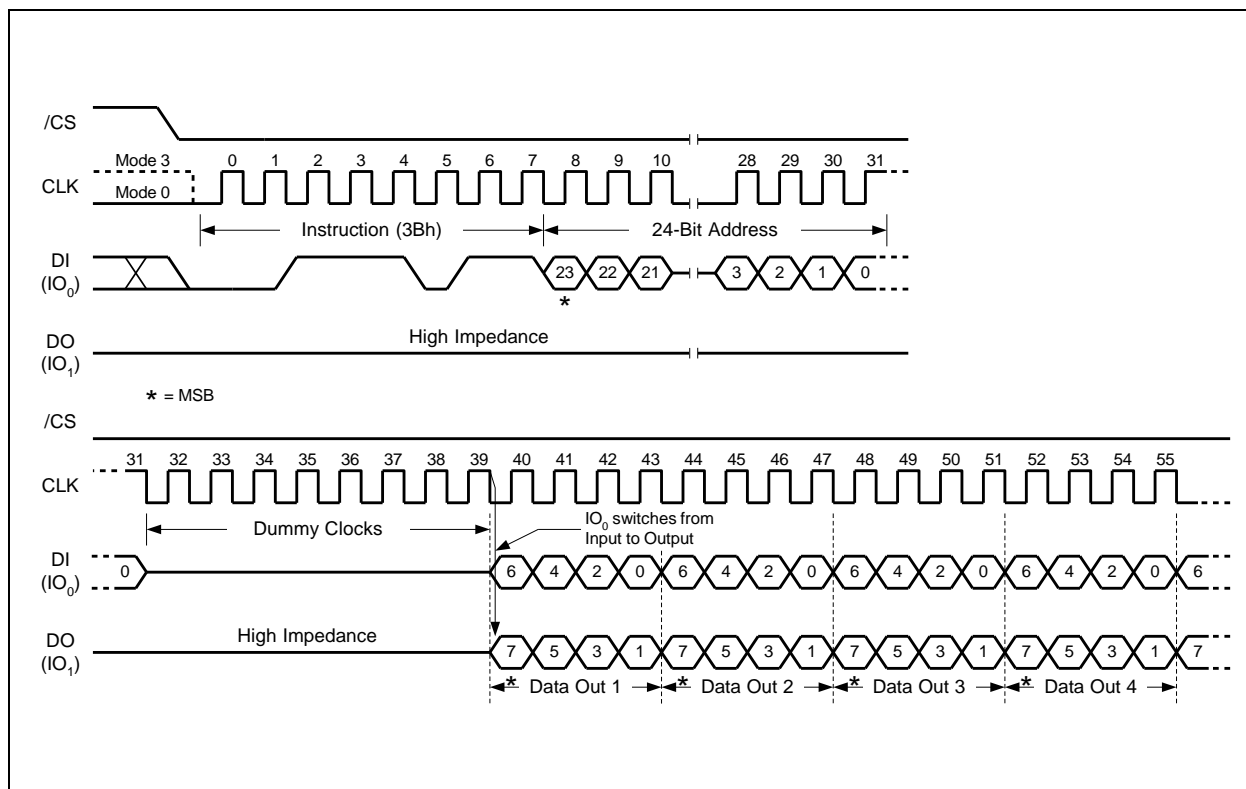 /CS
Mode 3 0 1 2 3 4 5 6 7 8 9 10 28 29 30 31
CLK
Mode 0
Instruction (3Bh) 24-Bit Address
DI
(IO0) 23 22 21 3 2 1 0
*
High Impedance
DO
(IO1)
* = MSB
/CS
31 32 33 34 35 36 37 38 39 40 41 42 43 44 45 46 47 48 49 50 51 52 53 54 55
CLK
Dummy Clocks
IO0 switches from
Input to Output
DI
(IO0) 0 6 4 2 0 6 4 2 0 6 4 2 0 6 4 2 0 6
High Impedance
DO
(IO1) 7 5 3 1 7 5 3 1 7 5 3 1 7 5 3 1 7
* Data Out 1 * Data Out 2 * Data Out 3 * Data Out 4